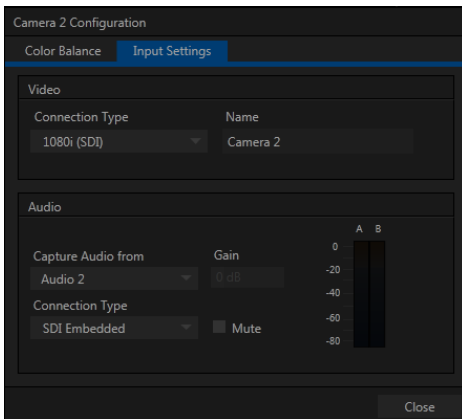 Camera 2 Configuration
Color Balance Input Settings
Video
Connection Type Name
1080i (SDI) Camera 2
Audio
A B
Capture Audio from Gain
Audio 2 0 dB
Connection Type
SDI Embedded Mute
0
-20
-40
-60
-80
Close